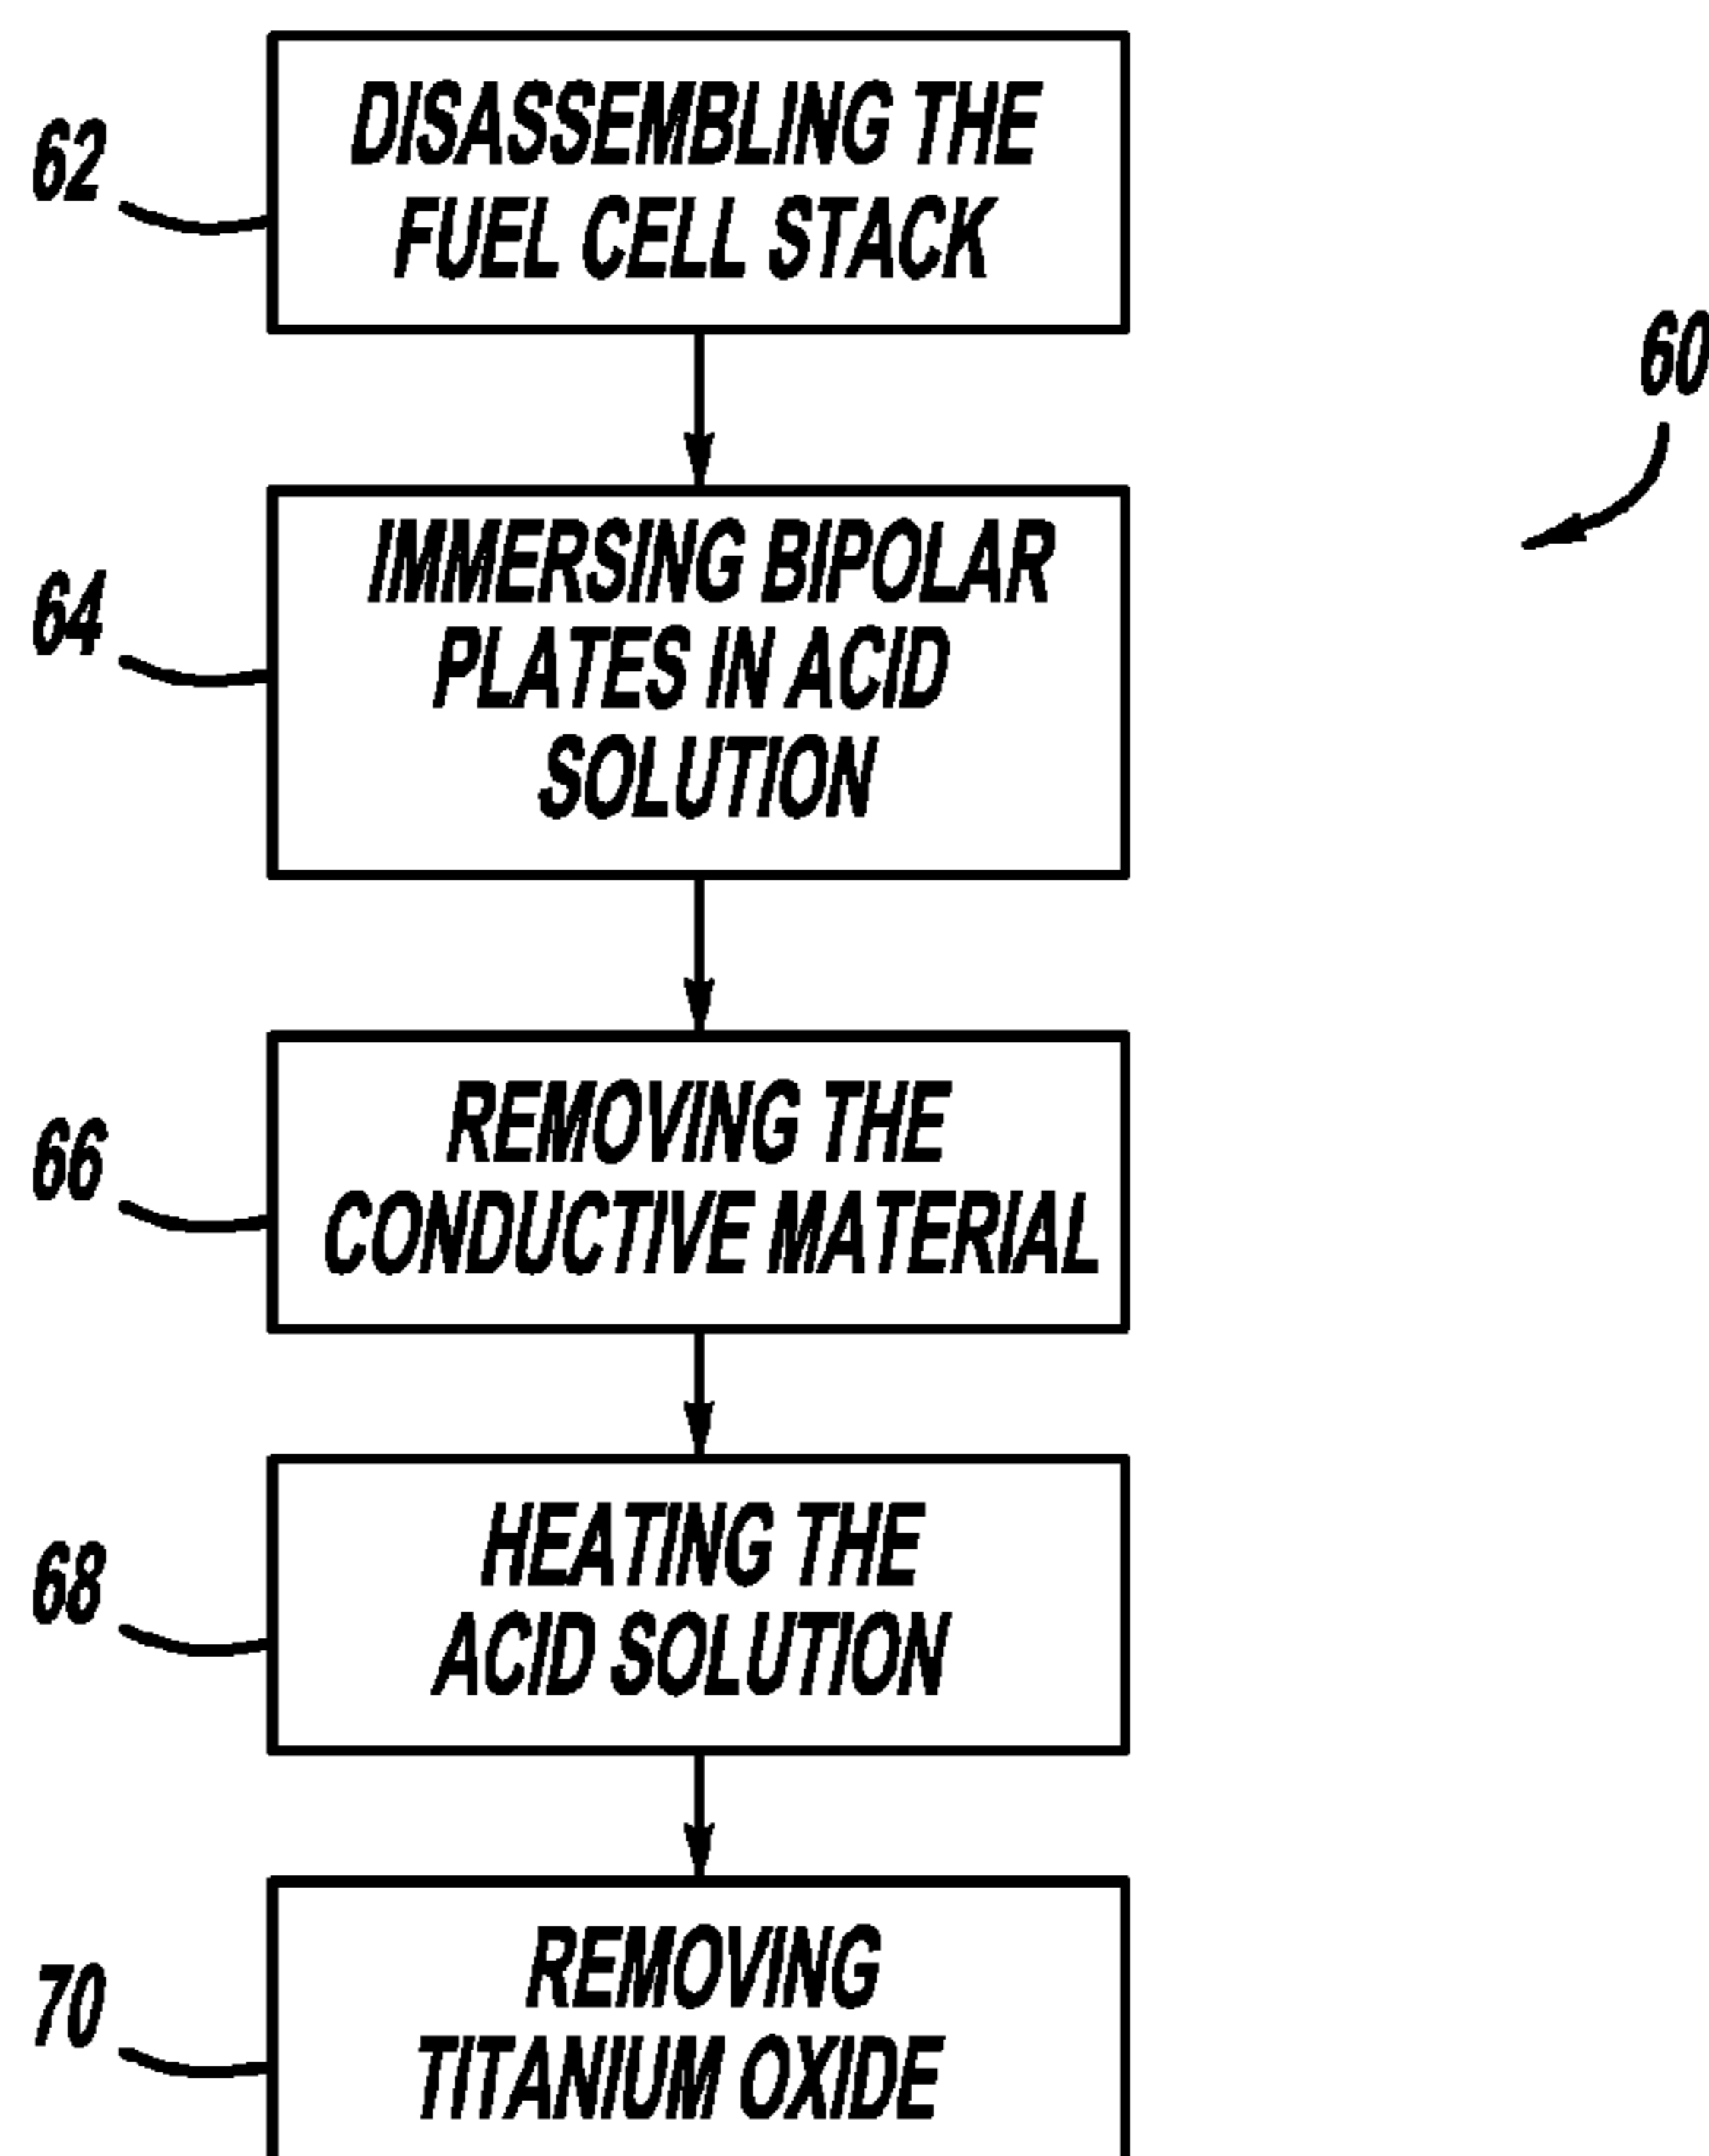 62
DISASSEMBLING THE
FUEL CELL STACK
60
64
IMMERSING BIPOLAR
PLATES IN ACID
SOLUTION
66
REMOVING THE
CONDUCTIVE MATERIAL
68
HEATING THE
ACID SOLUTION
70
REMOVING
TITANIUM OXIDE